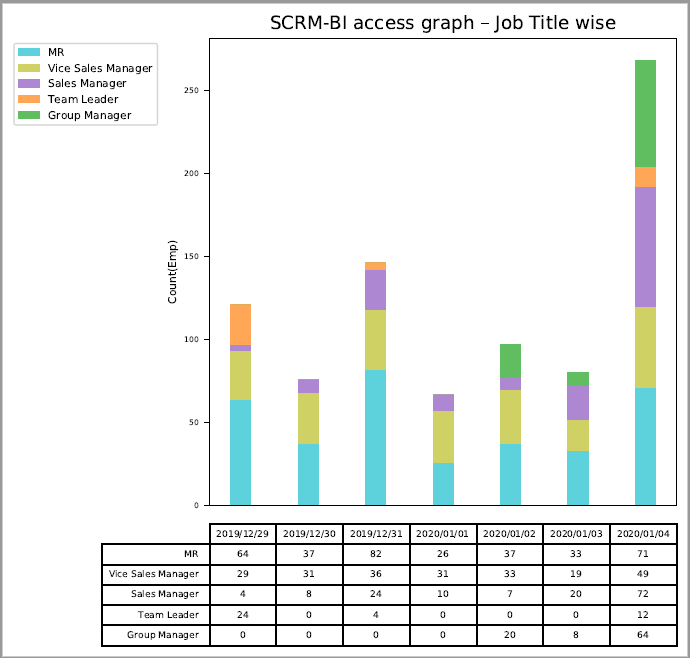 SCRM-BI access graph – Job Title wise
MR
Vice Sales Manager
Sales Manager
Team Leader
Group Manager
Count(Emp)
250
200
150
100
50
0
2019/12/29 2019/12/30 2019/12/31 2020/01/01 2020/01/02 2020/01/03 2020/01/04
MR 64 37 82 26 37 33 71
Vice Sales Manager 29 31 36 31 33 19 49
Sales Manager 4 8 24 10 7 20 72
Team Leader 24 0 4 0 0 0 12
Group Manager 0 0 0 0 20 8 64